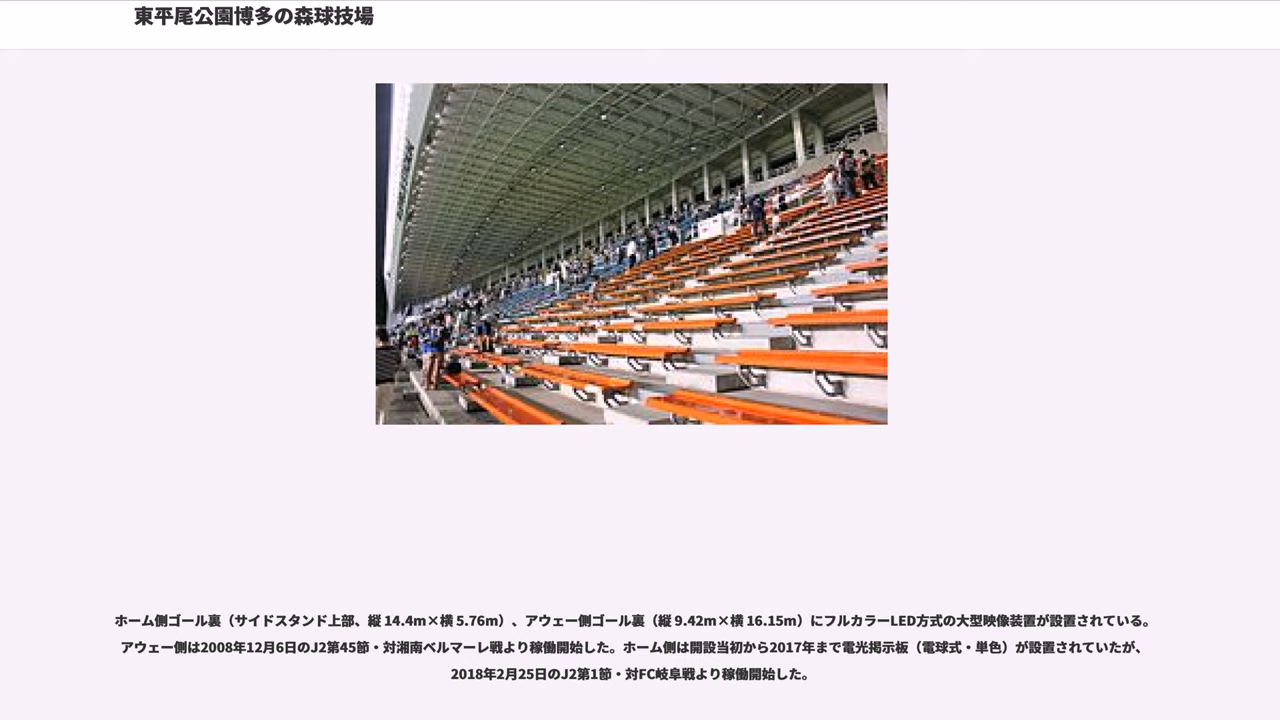 東平尾公園博多の森球技場
ホーム側ゴール裏（サイドスタンド上部、縦 14.4m×横 5.76m）、アウェー側ゴール裏（縦 9.42m×横 16.15m）にフルカラーLED方式の大型映像装置が設置されている。
アウェー側は2008年12月6日のJ2第45節・対湘南ベルマーレ戦より稼働開始した。ホーム側は開設当初から2017年まで電光掲示板（電球式・単色）が設置されていたが、
2018年2月25日のJ2第1節・対FC岐阜戦より稼働開始した。